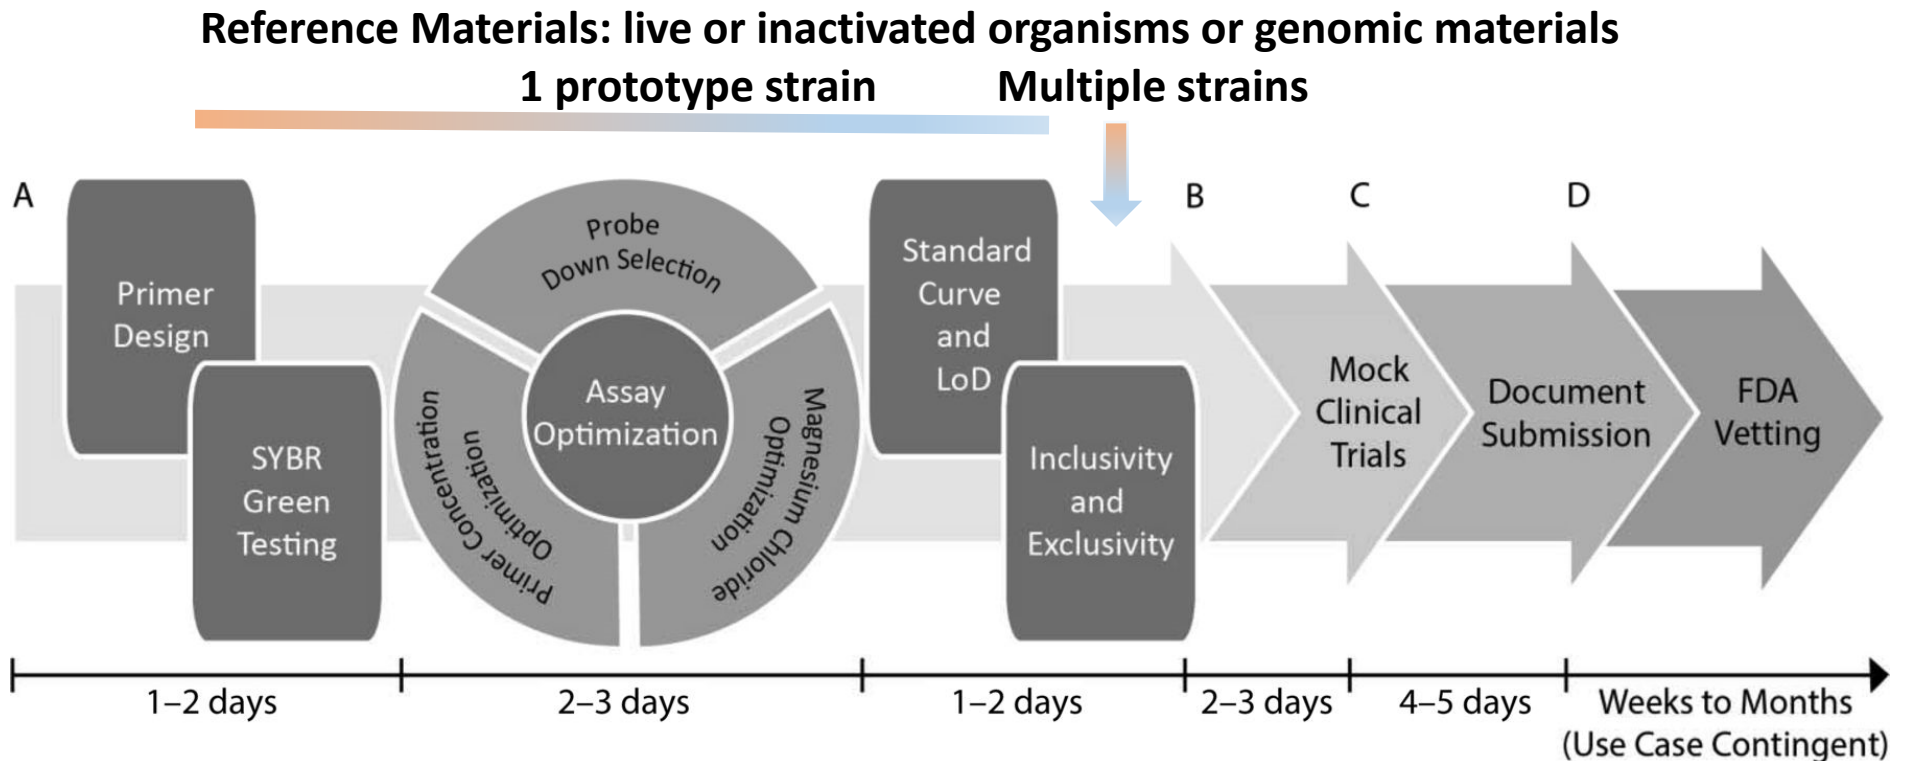 Reference Materials: live or inactivated organisms or genomic materials
1 prototype strain
Multiple strains
A
B
C
D
Primer
Design
SYBR
Green
Testing
Probe
Down Selection
Assay
Optimization
Primer Concentration
Optimization
Magnesium Chloride
Optimization
Standard
Curve
and
LoD
Inclusivity
and
Exclusivity
Mock
Clinical
Trials
Document
Submission
FDA
Vetting
1–2 days
2–3 days
1–2 days
2–3 days
4–5 days
Weeks to Months
(Use Case Contingent)